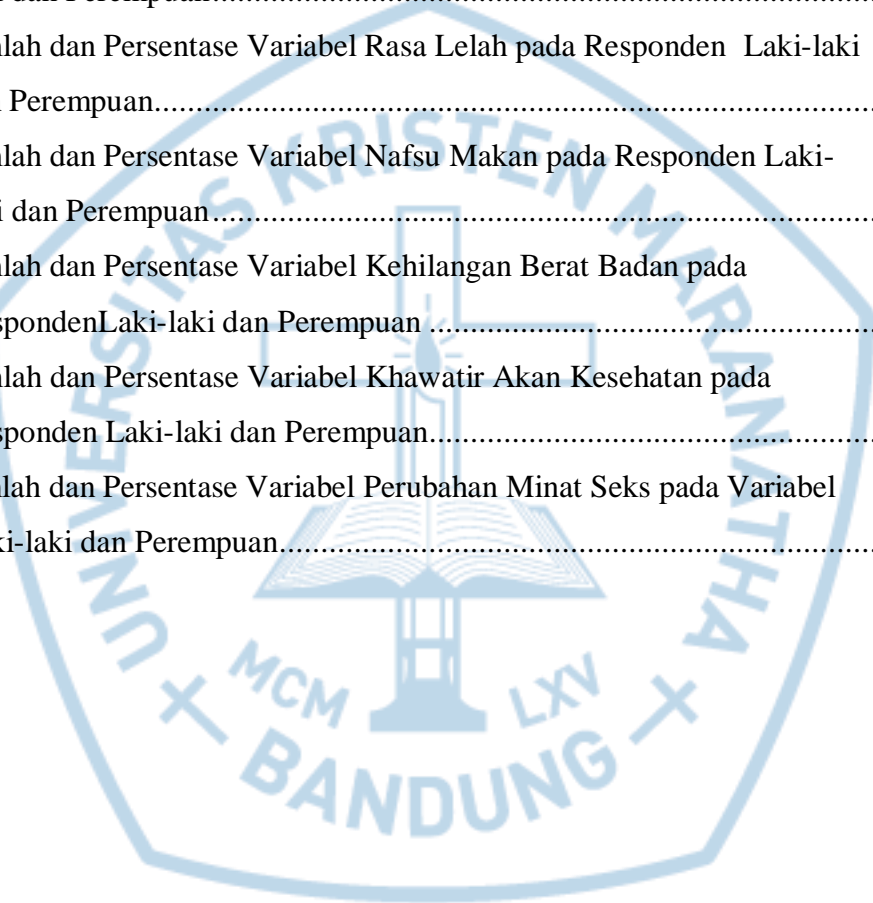 dan Perempuan..........
lah dan Persentase Variabel Rasa Lelah pada Responden Laki-laki
Perempuan..........
lah dan Persentase Variabel Nafsu Makan pada Responden Laki-
i dan Perempuan..........
lah dan Persentase Variabel Kehilangan Berat Badan pada
spondenLaki-laki dan Perempuan ..........
lah dan Persentase Variabel Khawatir Akan Kesehatan pada
sponden Laki-laki dan Perempuan..........
lah dan Persentase Variabel Perubahan Minat Seks pada Variabel
ki-laki dan Perempuan..........
UNIVERSITAS KRISTEN MARANATHA
MCM LXV
BANDUNG